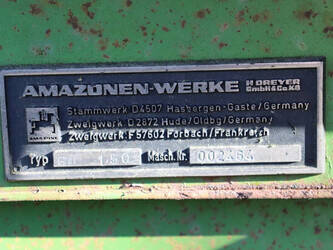 AMAZONEN-WERKE H DREYER GmbH & Co. KG
Stammwerk D4507 Hasbergen-Gaste/Germany
Zweigwerk D2872 Hude/Oldbg/Germany
Zweigwerk F57602 Forbach/Frankreich
Typ Masch. Nr.